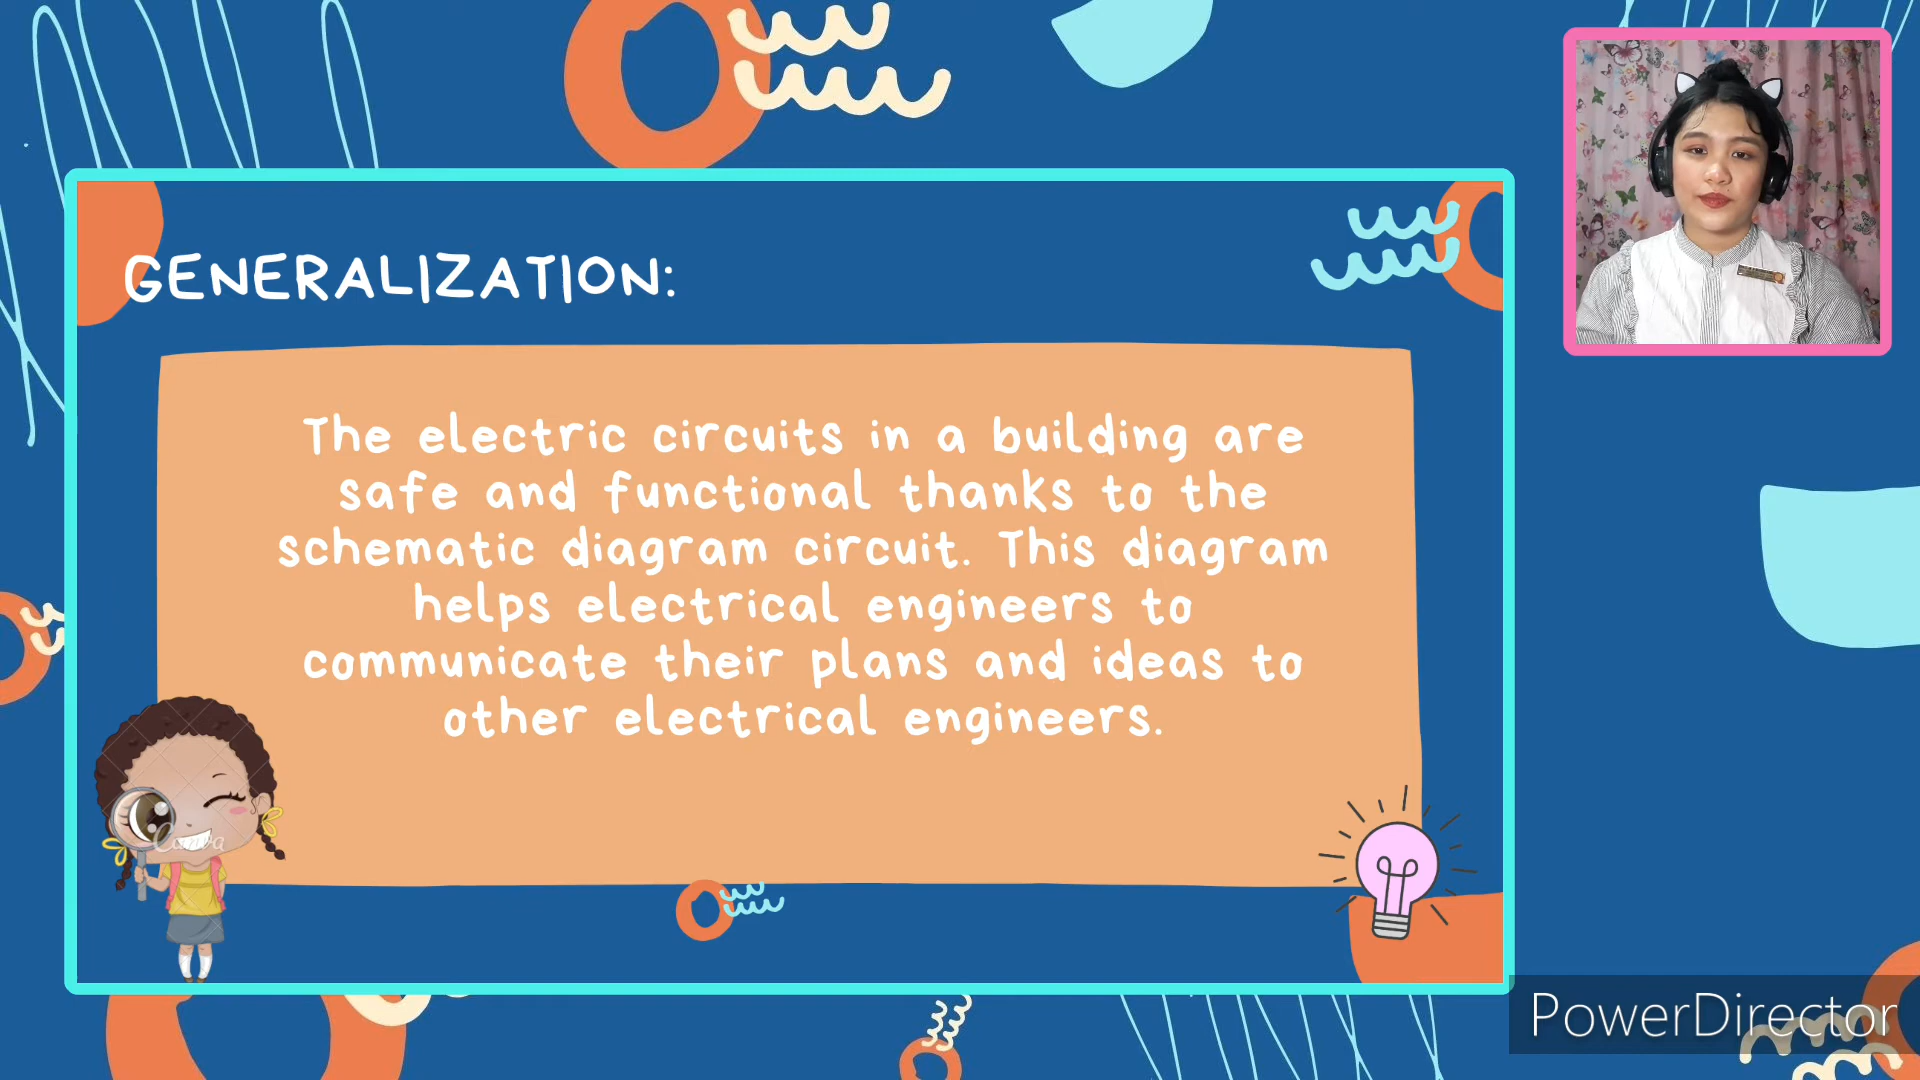 GENERALIZATION:
The electric circuits in a building are
safe and functional thanks to the
schematic diagram circuit. This diagram
helps electrical engineers to
communicate their plans and ideas to
other electrical engineers.
Canva
PowerDirector